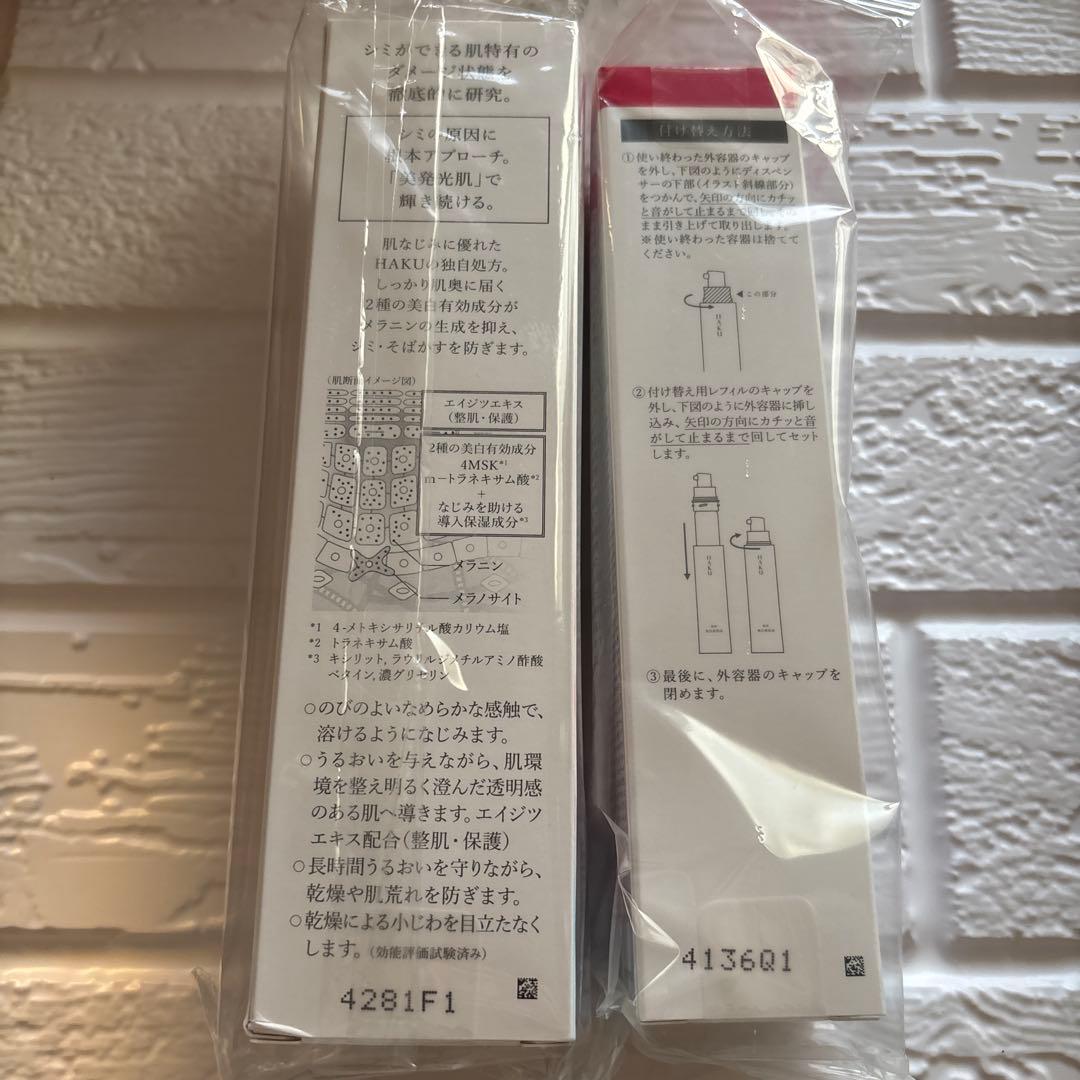 シミができる肌特有の
ダメージ状態を
徹底的に研究。
シミの原因に
根本アプローチ。
「美発光肌」で
輝き続ける。
肌なじみに優れた
HAKUの独自処方。
しっかり肌奥に届く
2種の美白有効成分が
メラニンの生成を抑え、
シミ・そばかすを防ぎます。
(肌断面イメージ図)
エイジツエキス
(整肌・保護)
2種の美白有効成分
4MSK*1
m-トラネキサム酸*2
+
なじみを助ける
導入保湿成分*3
メラニン
メラノサイト
*1 4-メトキシサリチル酸カリウム塩
*2 トラネキサム酸
*3 キシリット,ラウリルジメチルアミノ酢酸
ベタイン,濃グリセリン
○のびのよいなめらかな感触で、
溶けるようになじみます。
○うるおいを与えながら、肌環
境を整え明るく澄んだ透明感
のある肌へ導きます。エイジツ
エキス配合(整肌・保護)
○長時間うるおいを守りながら、
乾燥や肌荒れを防ぎます。
○乾燥による小じわを目立たなく
します。(効能評価試験済み)
4281F1
付け替え方法
①使い終わった外容器のキャップ
を外し、下図のようにディスペン
サーの下部(イラスト斜線部分)
をつかんで、矢印の方向にカチッ
と音がして止まるまで回し、その
まま引き上げて取り出します。
※使い終わった容器は捨てて
ください。
◀この部分
HAKU
②付け替え用レフィルのキャップを
外し、下図のように外容器に挿し
込み、矢印の方向にカチッと音
がして止まるまで回してセット
します。
HAKU
HAKU
③最後に、外容器のキャップを
閉めます。
4136Q1